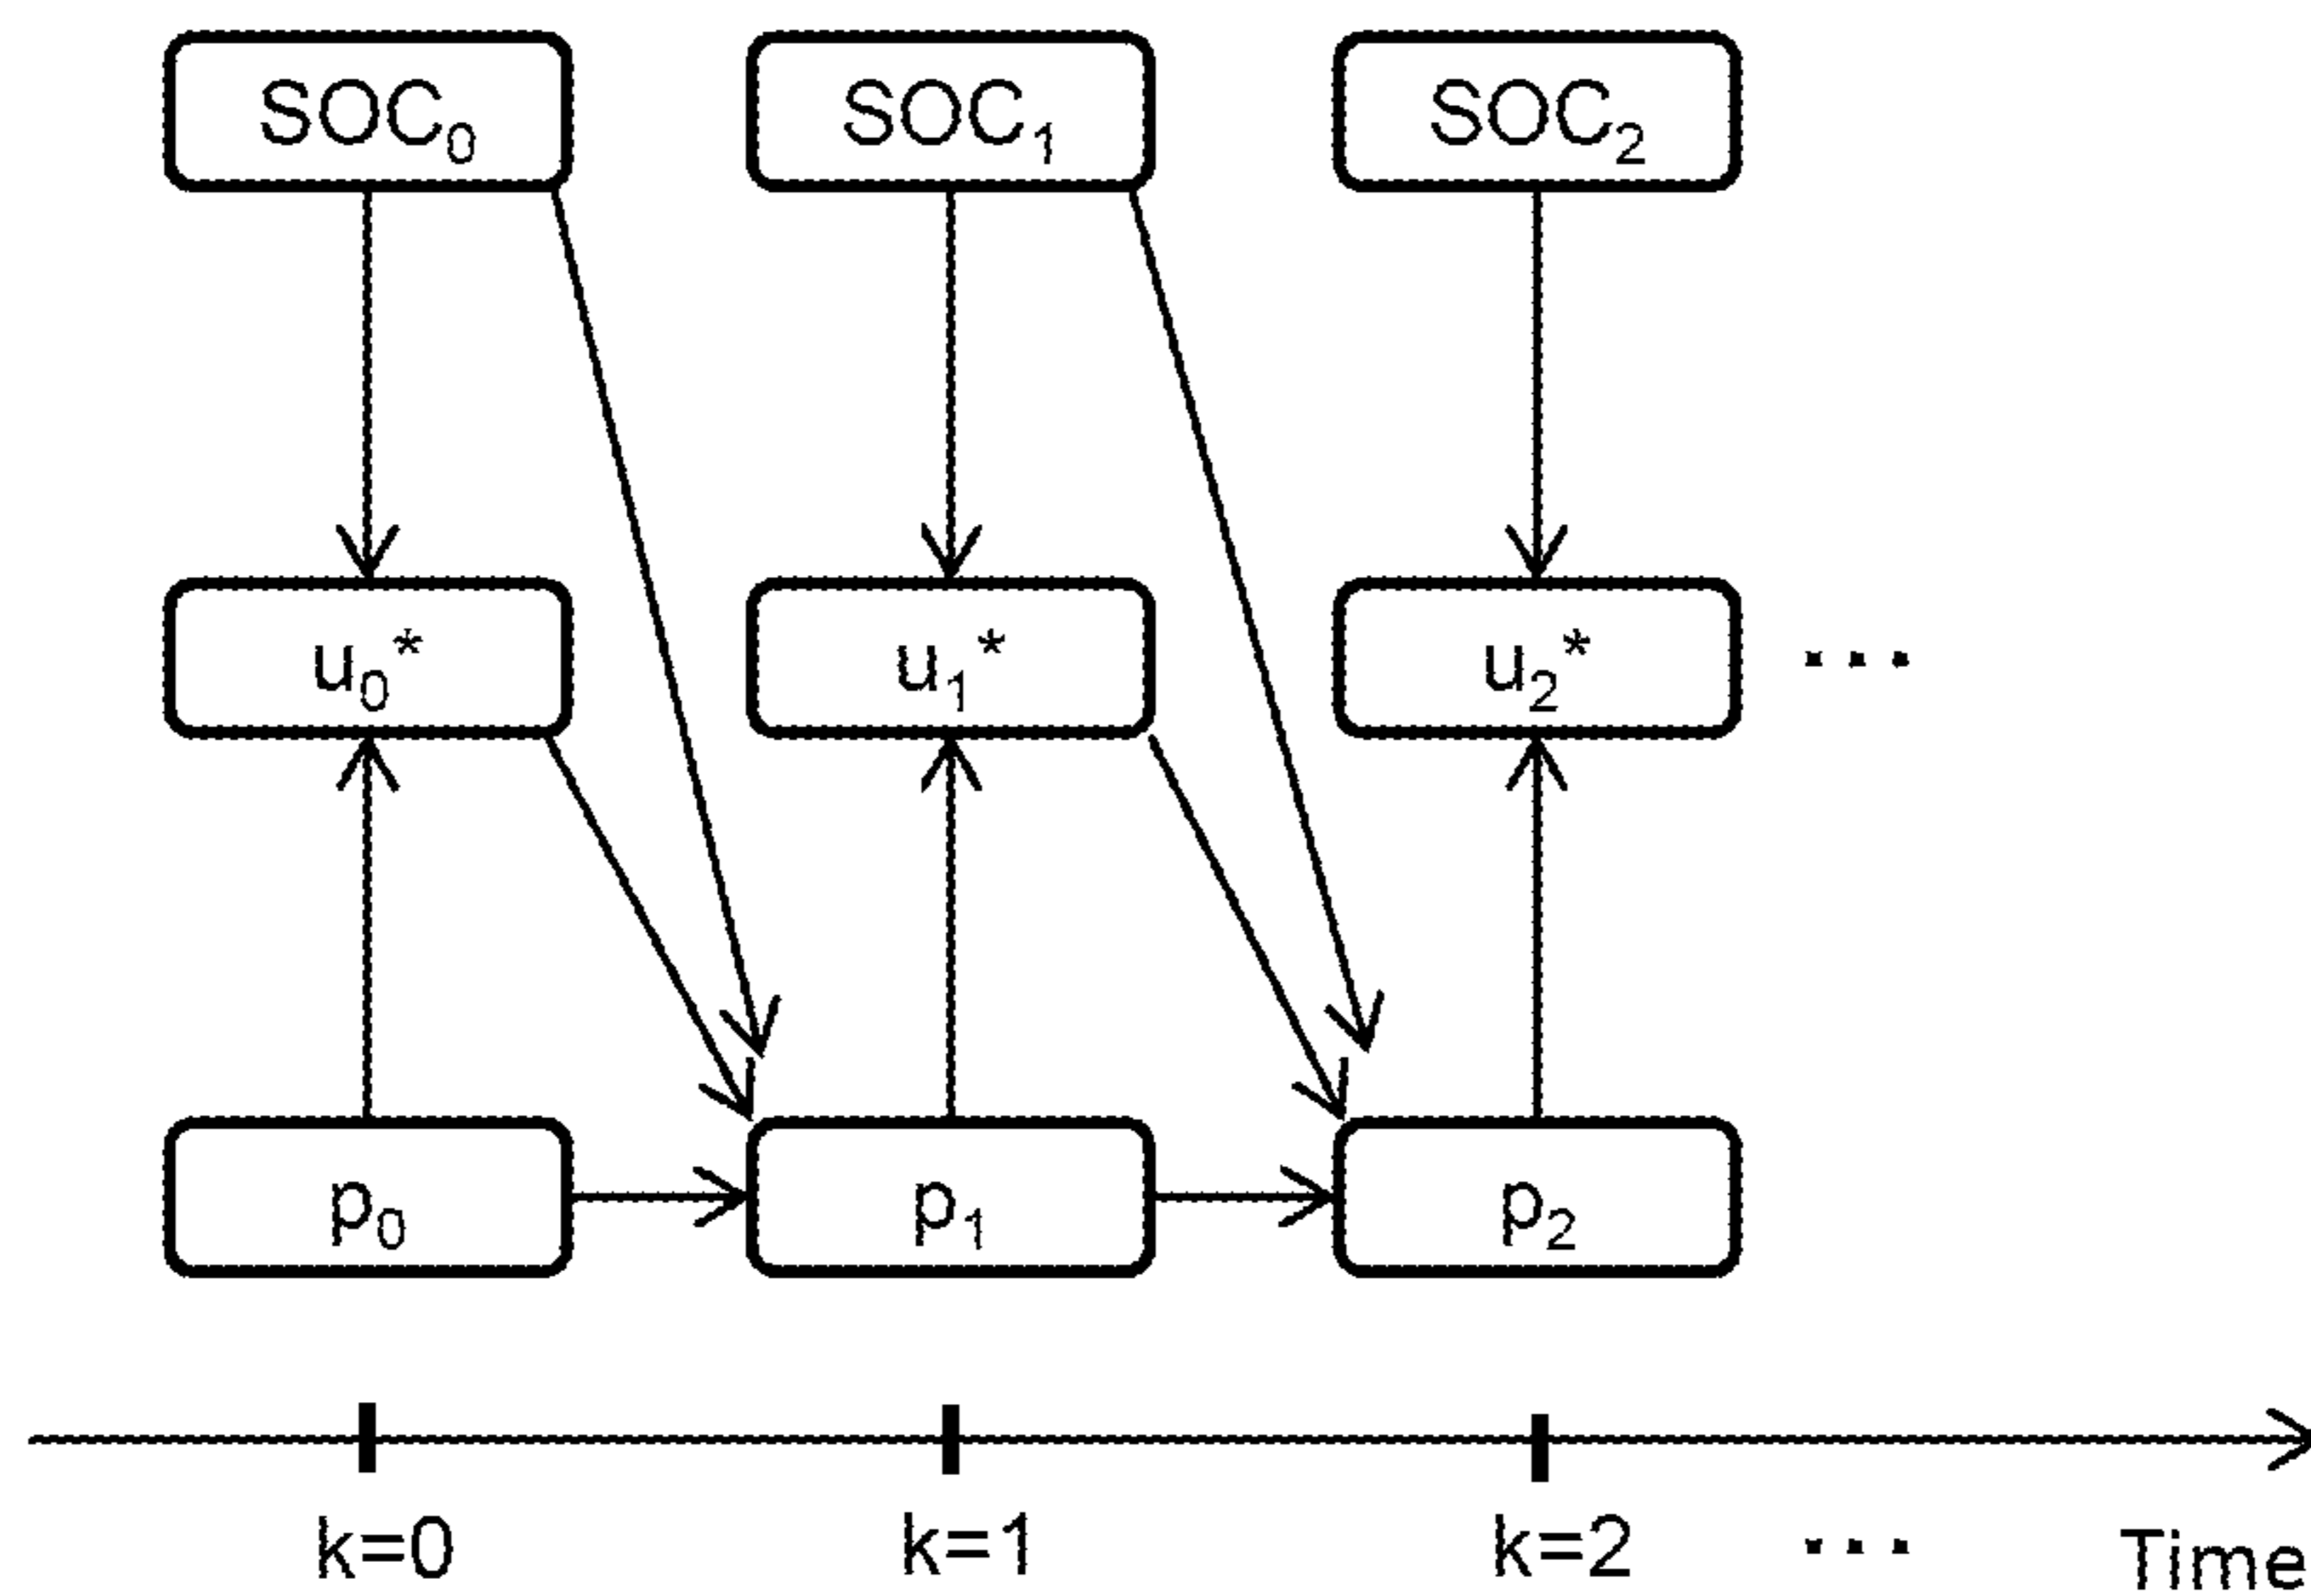 SOC₀ SOC₁ SOC₂
u₀* u₁* u₂* ...
p₀ p₁ p₂
k=0 k=1 k=2 ... Time